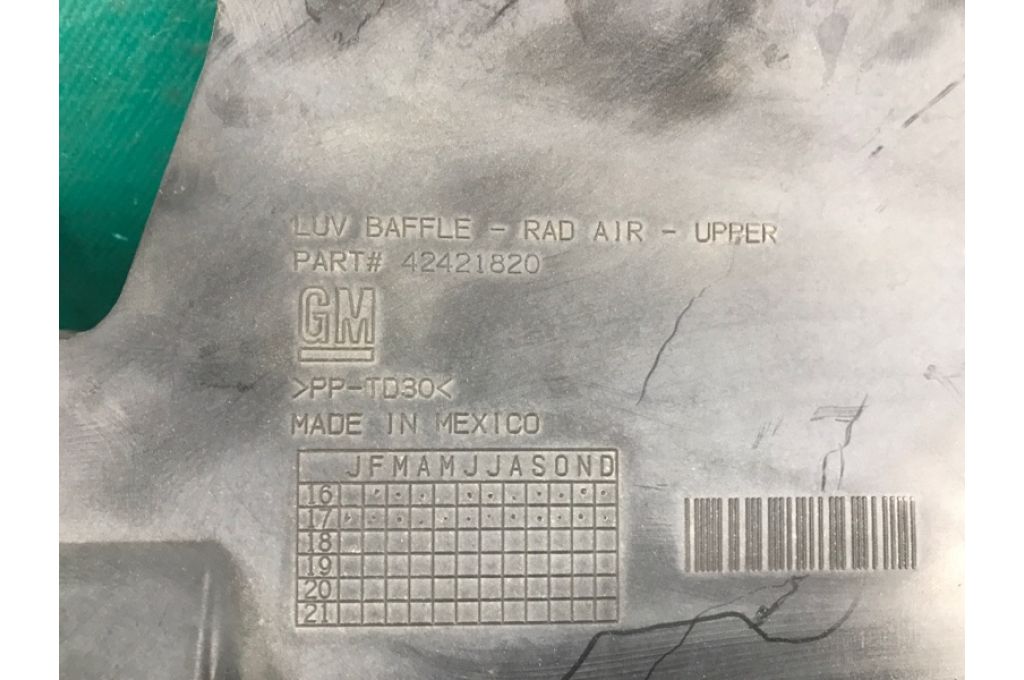 LUV BAFFLE - RAD AIR - UPPER
PART# 42421820
GM
>PP-TD30<
MADE IN MEXICO
JFMAMJJASOND
16
17
18
19
20
21